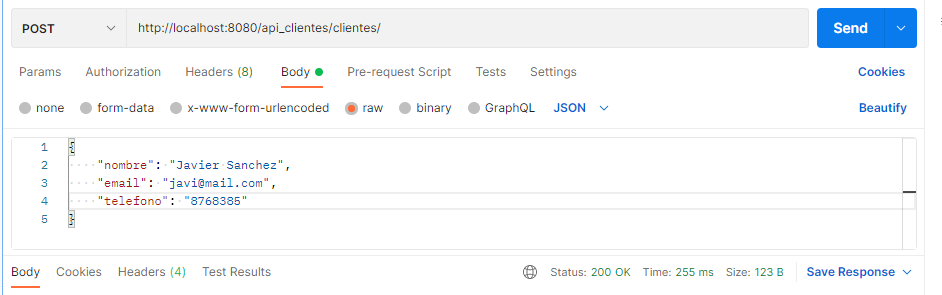 POST http://localhost:8080/api_clientes/clientes/ Send
Params Authorization Headers (8) Body Pre-request Script Tests Settings Cookies
none form-data x-www-form-urlencoded raw binary GraphQL JSON Beautify
1 {
2 "nombre": "Javier Sanchez",
3 "email": "javi@mail.com",
4 "telefono": "8768385"
5 }
Body Cookies Headers (4) Test Results Status: 200 OK Time: 255 ms Size: 123 B Save Response